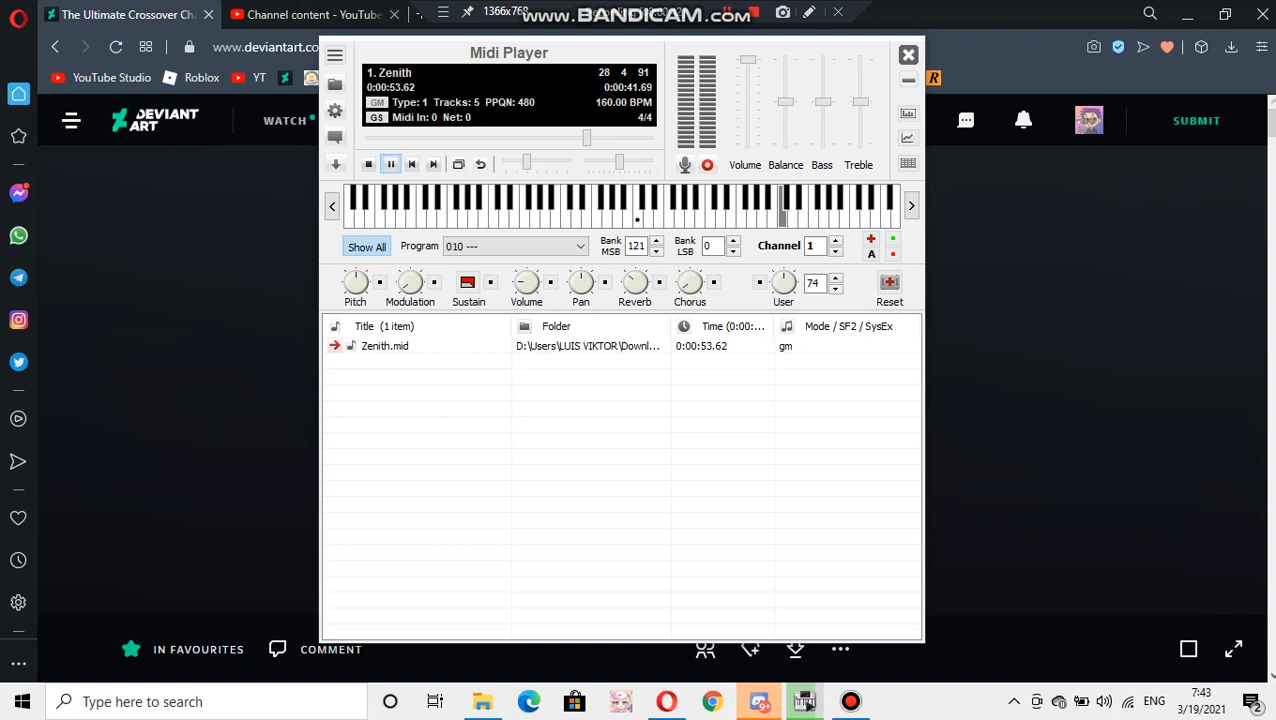 The Ultimate Crossover Cha
Channel content - YouTube
1366x768
www.BANDICAM.com
www.deviantart.co
YouTube Studio
Roblox
YT
DEVIANT
ART
WATCH
SUBMIT
Midi Player
1. Zenith 28 4 91
0:00:53.62 0:00:41.69
GM Type: 1 Tracks: 5 PPQN: 480 160.00 BPM
GS Midi In: 0 Net: 0 4/4
Volume Balance Bass Treble
Show All Program 010 --- Bank MSB 121 Bank LSB 0 Channel 1
A
Pitch Modulation Sustain Volume Pan Reverb Chorus User 74 Reset
Title (1 item) Folder Time (0:00:... Mode / SF2 / SysEx
Zenith.mid D:\Users\LUIS VIKTOR\Downl... 0:00:53.62 gm
IN FAVOURITES COMMENT
Type here to search
9+
ENG
7:43
3/19/2021
2